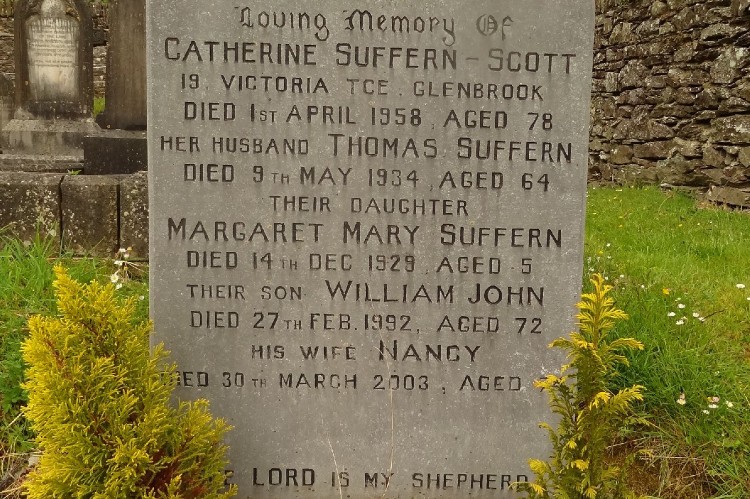 Loving Memory Of
CATHERINE SUFFERN-SCOTT
19, VICTORIA TCE, GLENBROOK
DIED 1ST APRIL 1958, AGED 78
HER HUSBAND THOMAS SUFFERN
DIED 9TH MAY 1934, AGED 64
THEIR DAUGHTER
MARGARET MARY SUFFERN
DIED 14TH DEC 1929, AGED 5
THEIR SON WILLIAM JOHN
DIED 27TH FEB. 1992, AGED 72
HIS WIFE NANCY
30TH MARCH 2003, AGED
LORD IS MY SHEPHERD